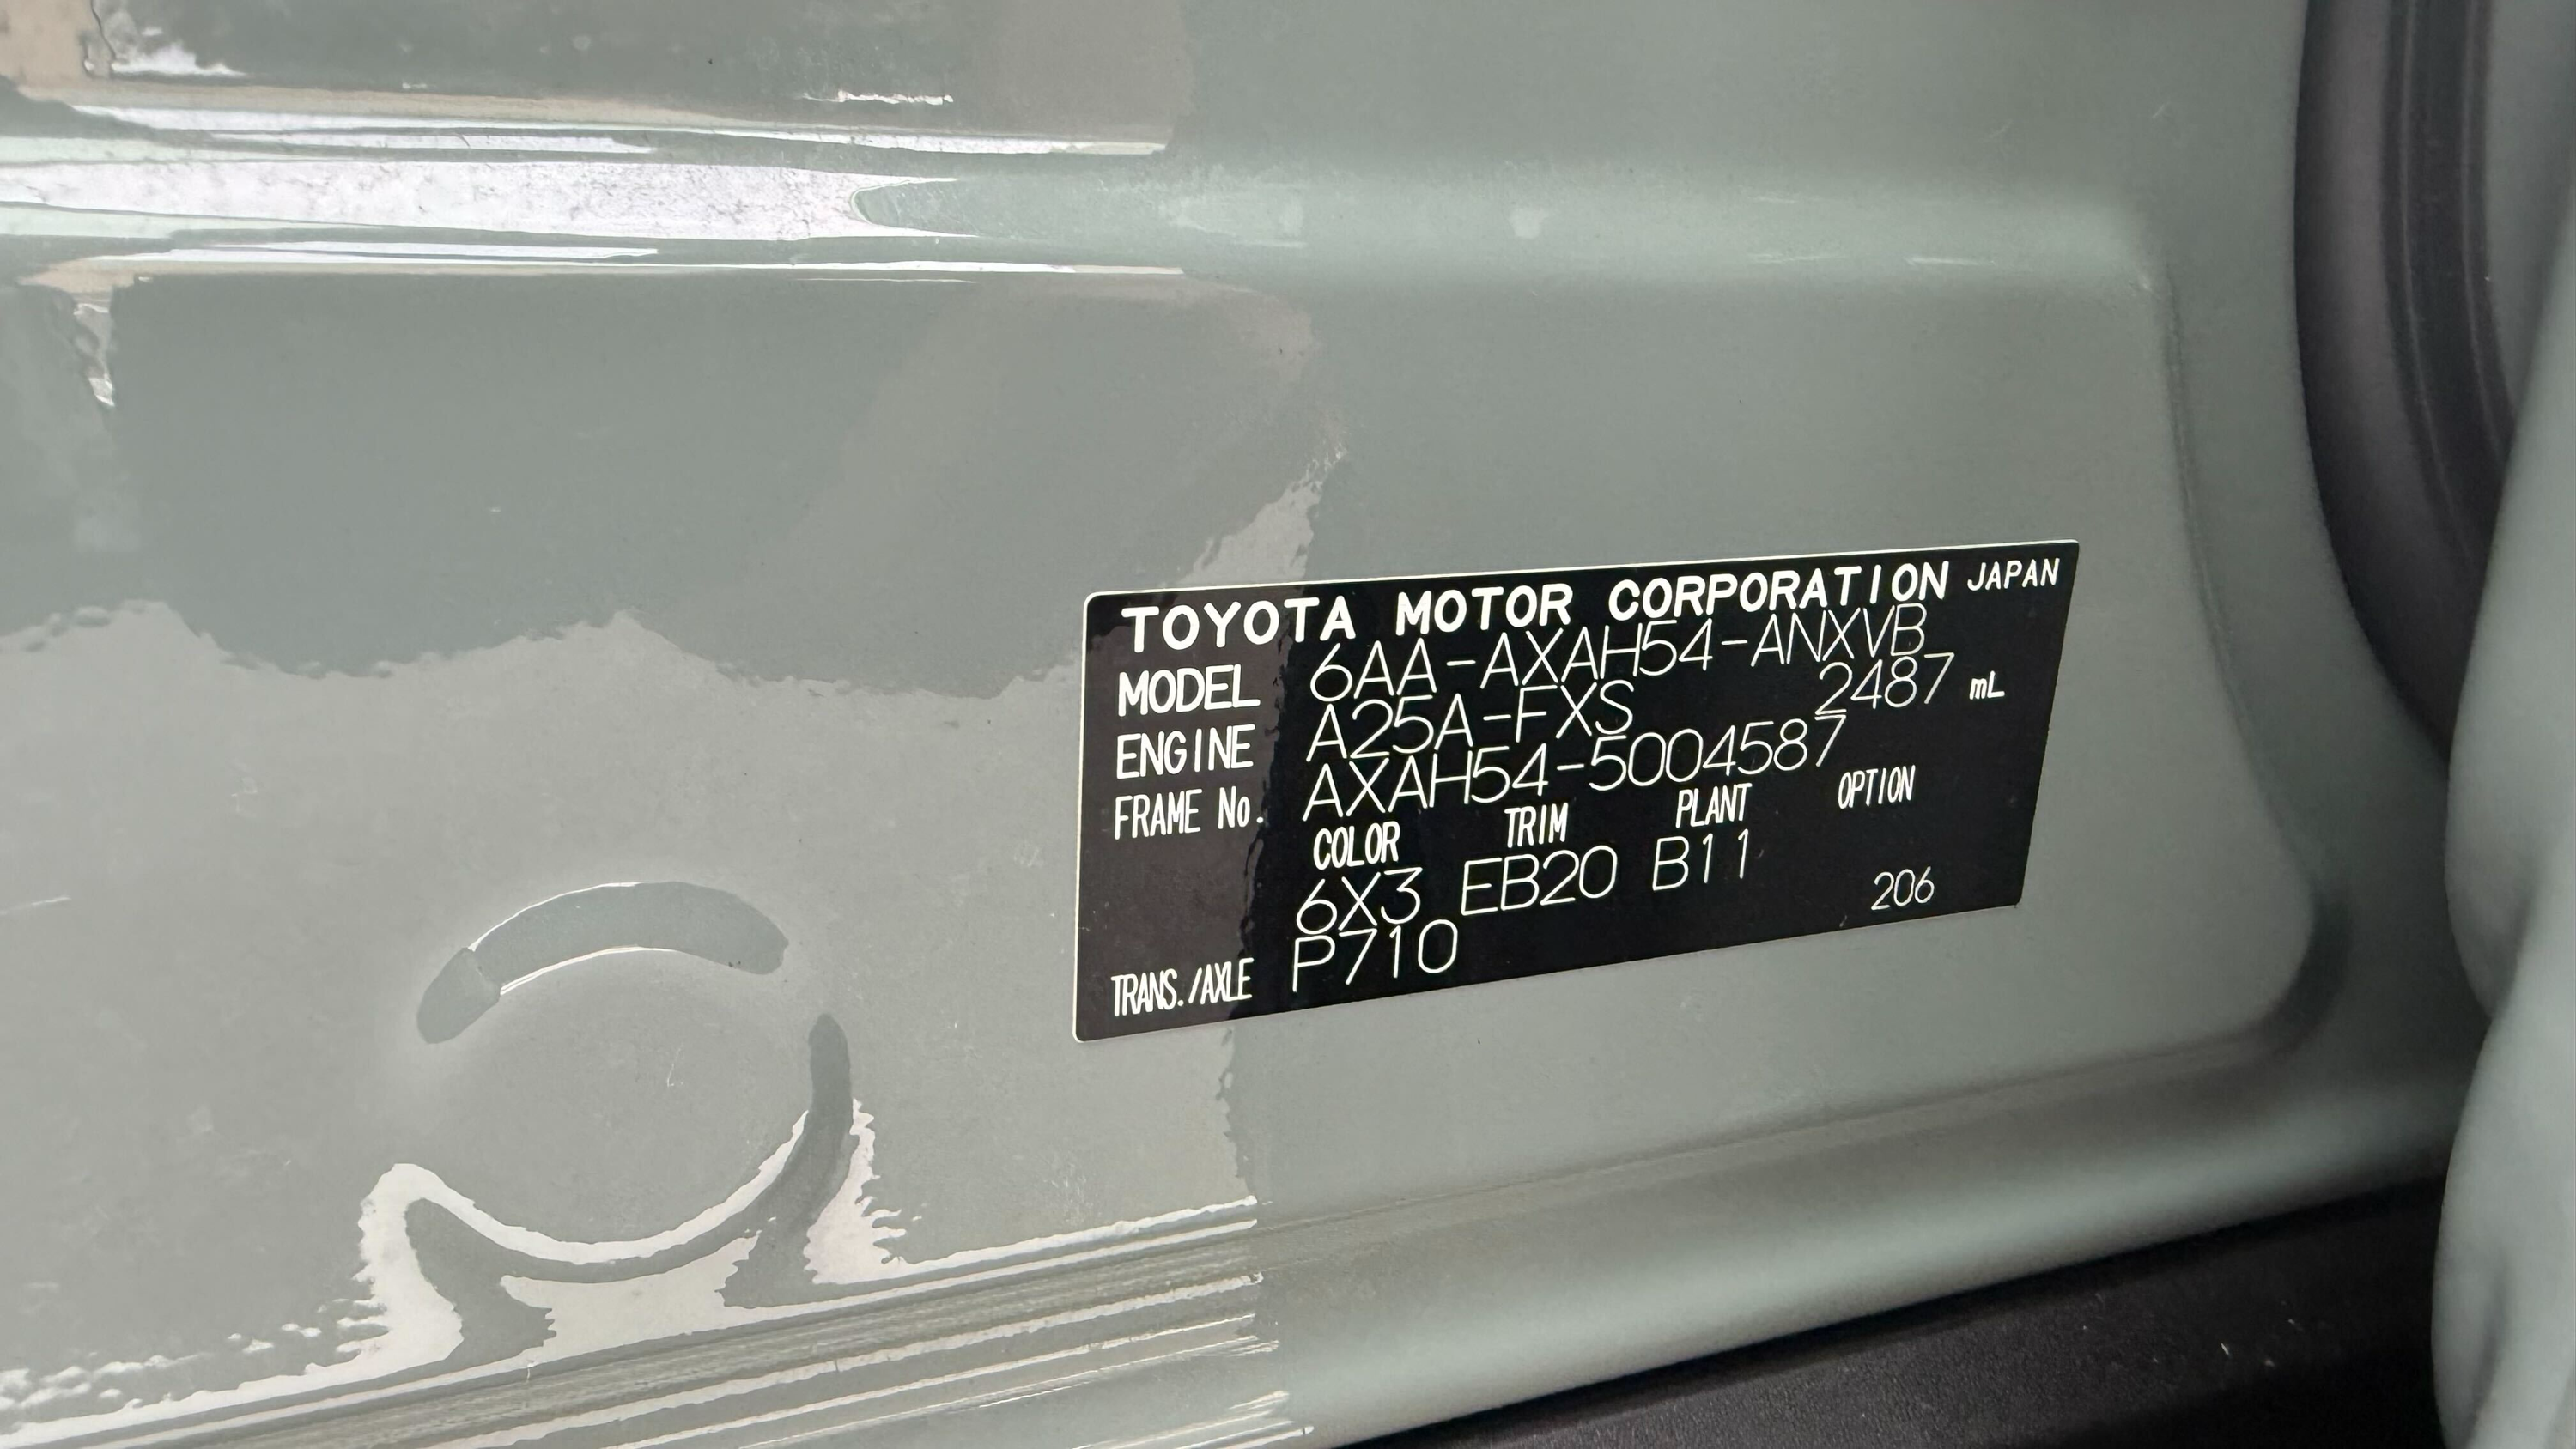 TOYOTA MOTOR CORPORATION JAPAN
MODEL 6AA-AXAH54-ANXVB
ENGINE A25A-FXS 2487 mL
FRAME No. AXAH54-5004587
COLOR TRIM PLANT OPTION
6X3 EB20 B11
206
TRANS./AXLE P710